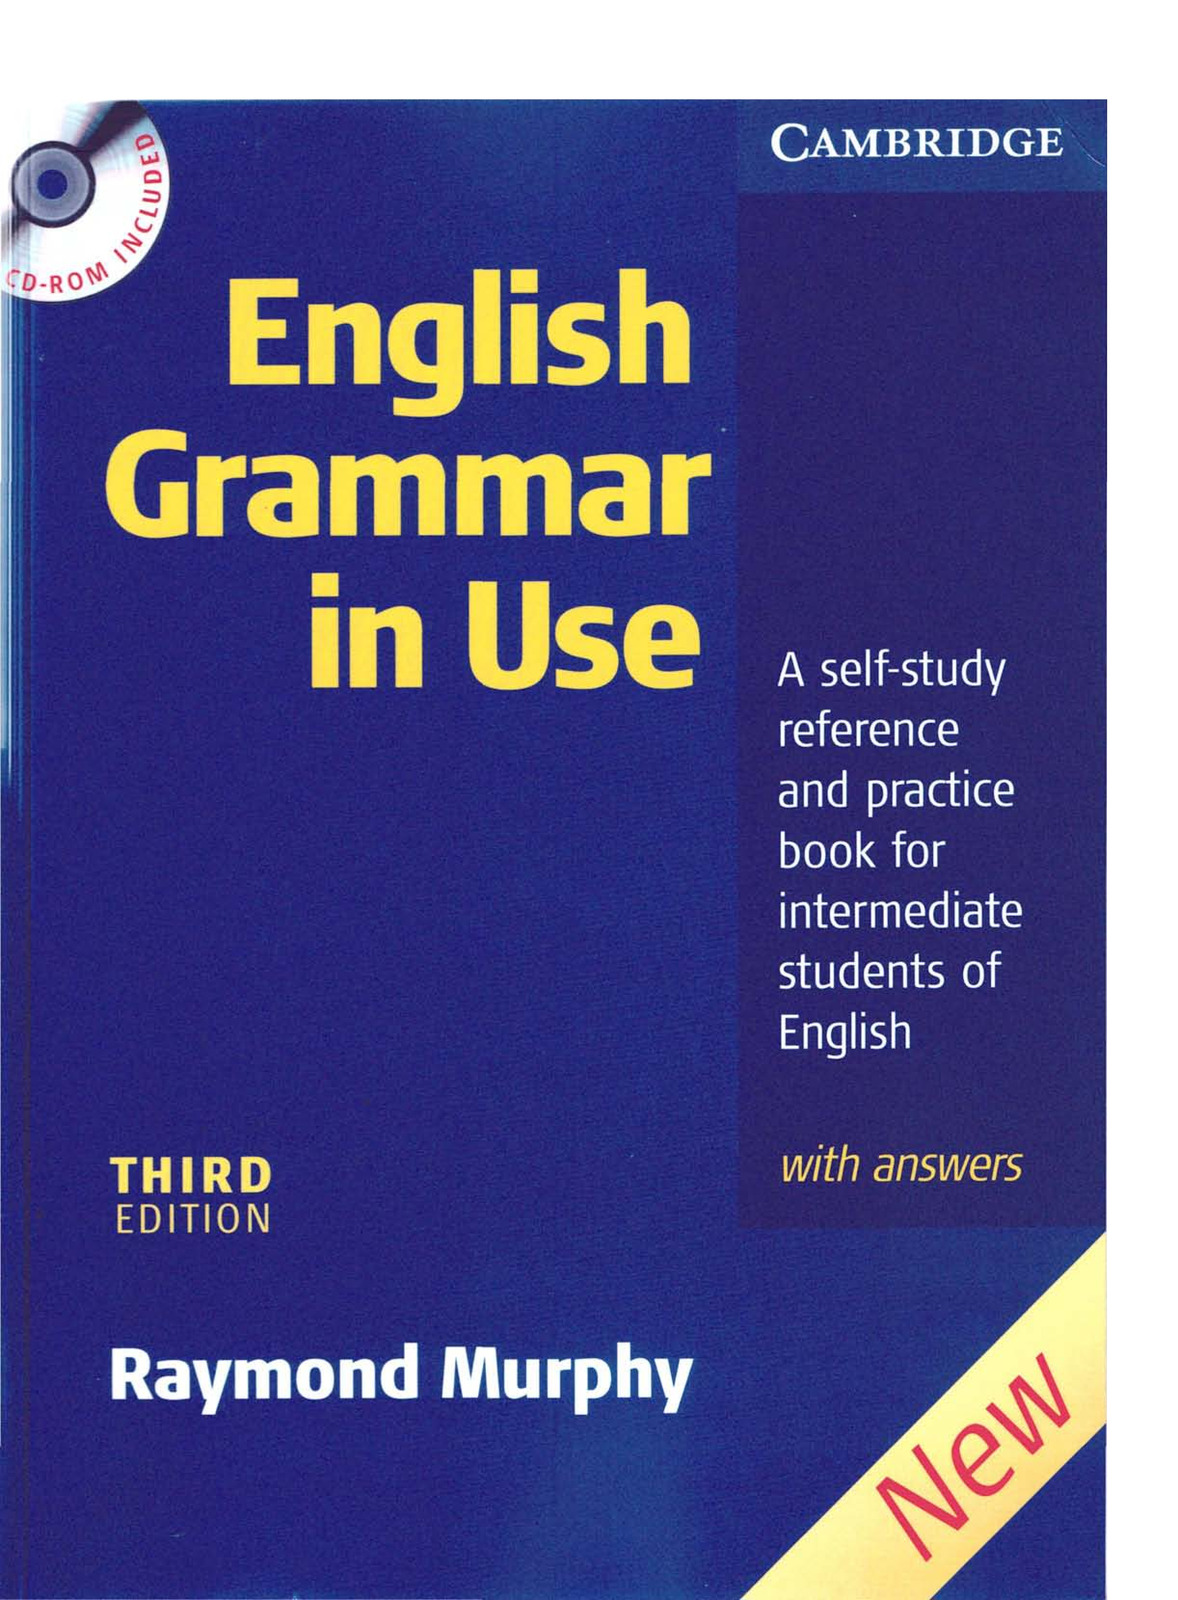 CD-ROM INCLUDED
CAMBRIDGE
English
Grammar
in Use
A self-study
reference
and practice
book for
intermediate
students of
English
with answers
THIRD
EDITION
Raymond Murphy
New